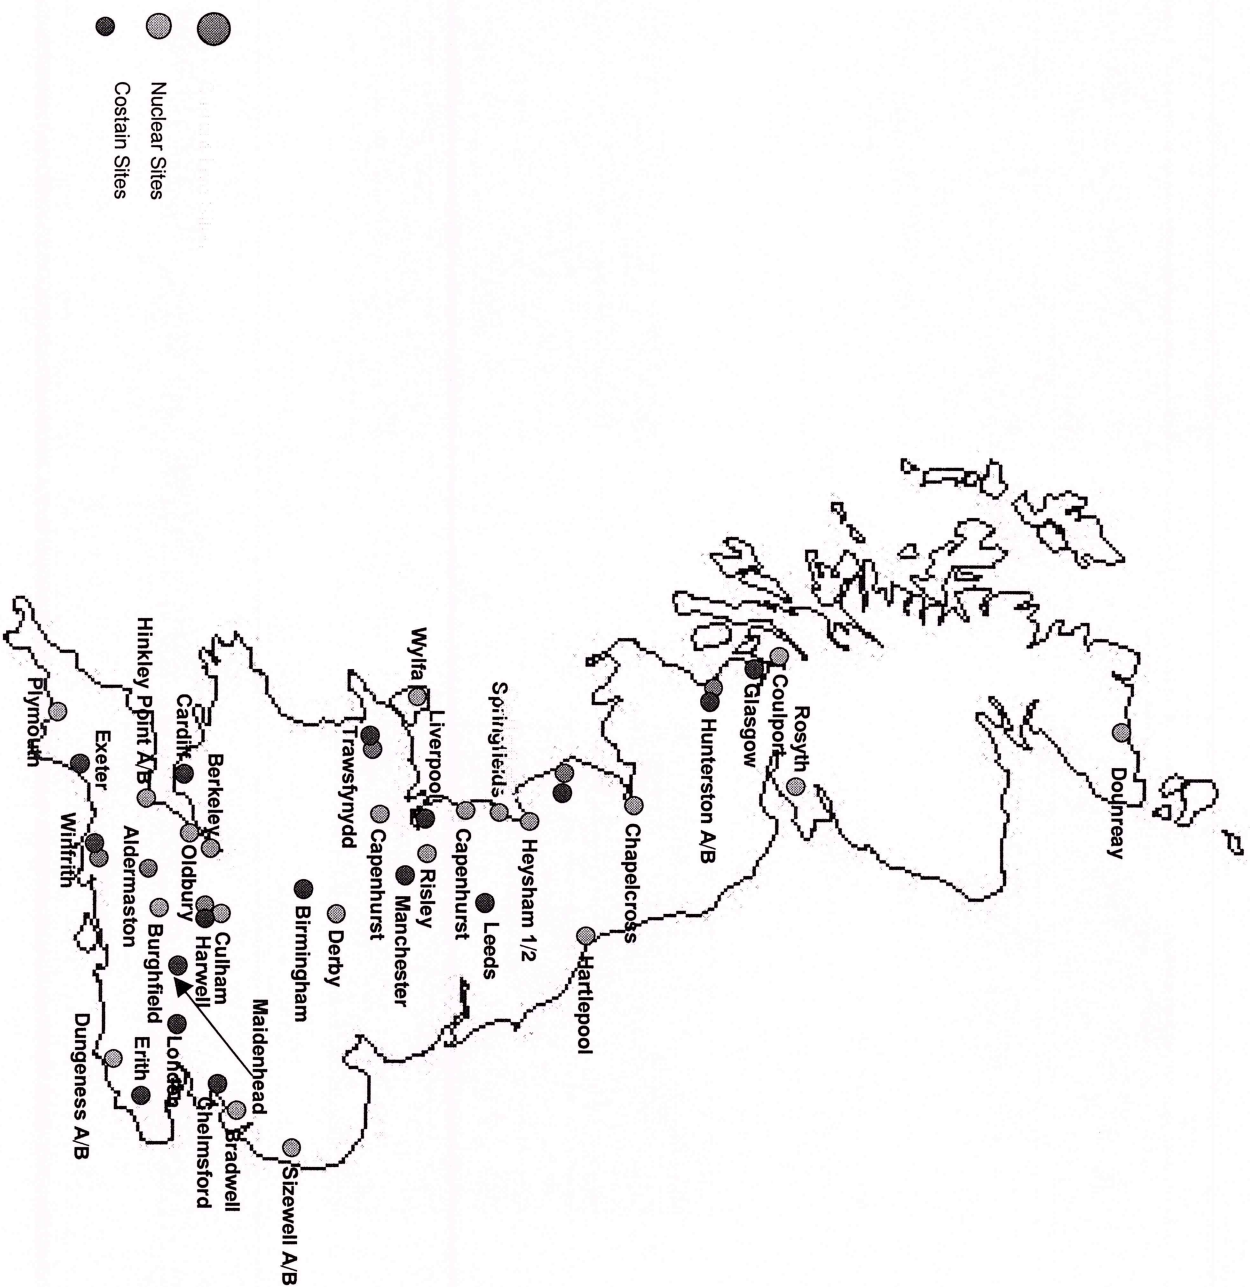 Dounreay
Rosyth
Coulport
Glasgow
Hunterston A/B
Chapelcross
Hartlepool
Heysham 1/2
Springfields
Leeds
Capenhurst
Wylfa
Liverpool
Risley
Manchester
Capenhurst
Trawsfynydd
Derby
Birmingham
Sizewell A/B
Maidenhead
Bradwell
Chelmsford
Berkeley
Culham
Harwell
Oldbury
Cardiff
London
Burghfield
Hinkley Point A/B
Aldermaston
Erith
Exeter
Winfrith
Dungeness A/B
Plymouth
Nuclear Sites
Costain Sites